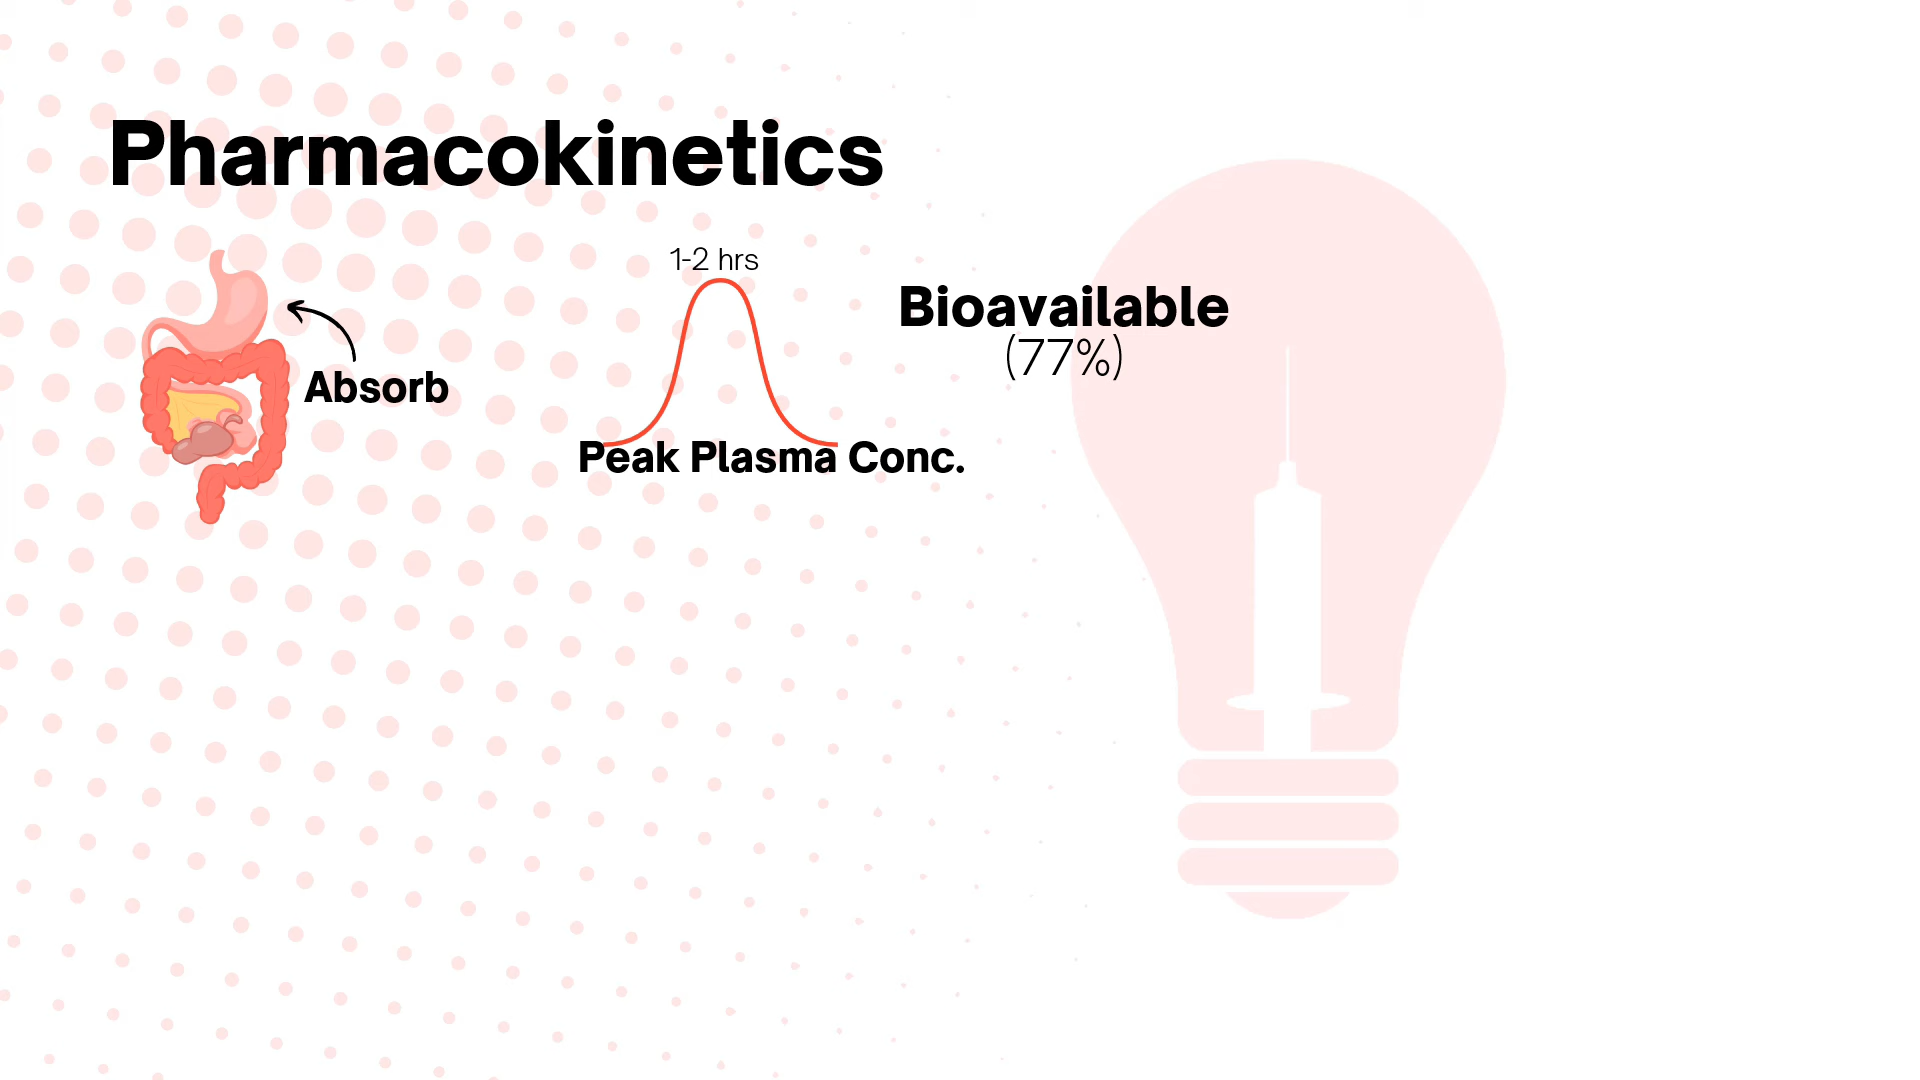 Pharmacokinetics
Absorb
1-2 hrs
Peak Plasma Conc.
Bioavailable
(77%)